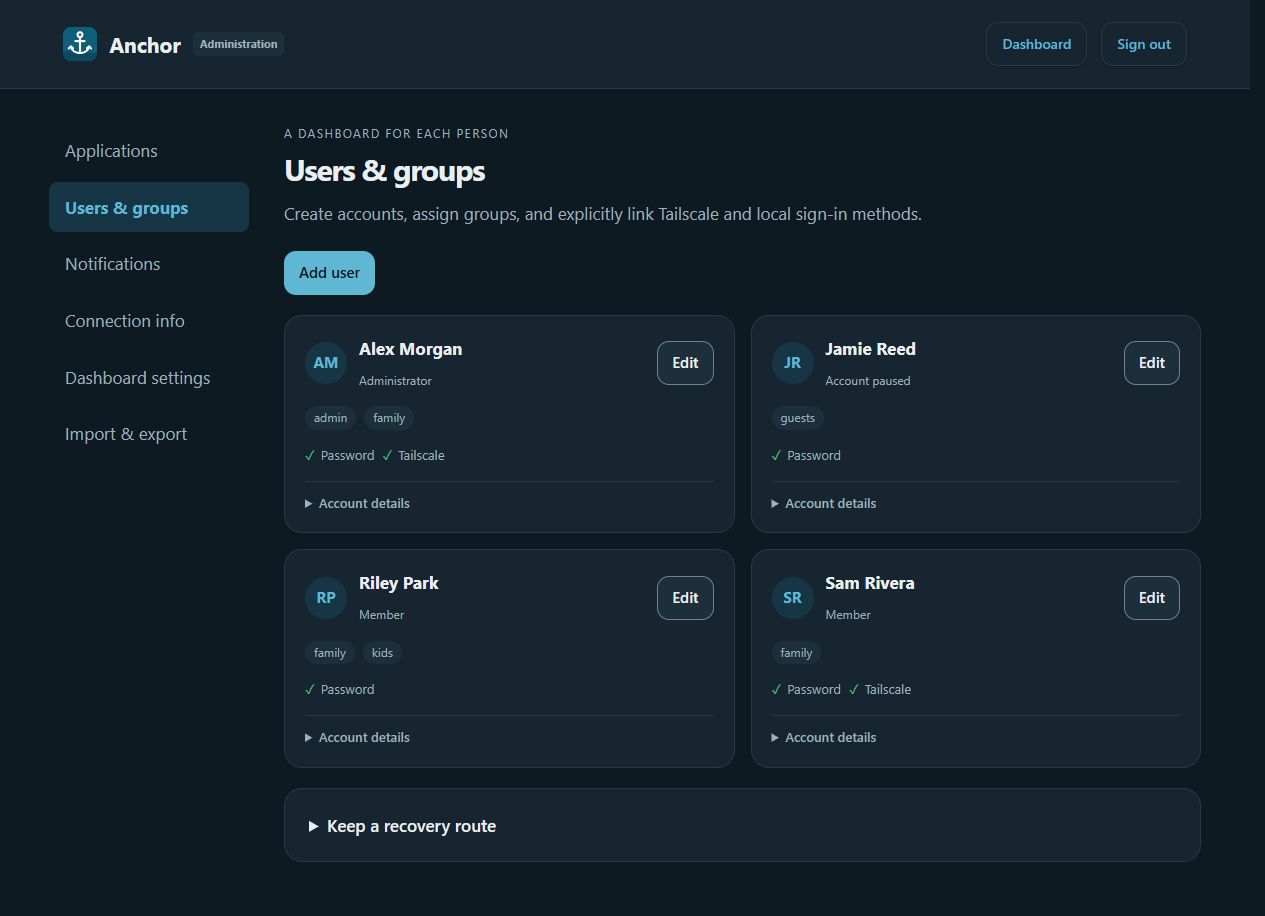 Anchor Administration Dashboard Sign out
A DASHBOARD FOR EACH PERSON
Users & groups
Create accounts, assign groups, and explicitly link Tailscale and local sign-in methods.
Applications
Users & groups
Notifications
Connection info
Dashboard settings
Import & export
Add user
AM Alex Morgan Edit
Administrator
admin family
✓ Password ✓ Tailscale
▶ Account details
JR Jamie Reed Edit
Account paused
guests
✓ Password
▶ Account details
RP Riley Park Edit
Member
family kids
✓ Password
▶ Account details
SR Sam Rivera Edit
Member
family
✓ Password ✓ Tailscale
▶ Account details
▶ Keep a recovery route